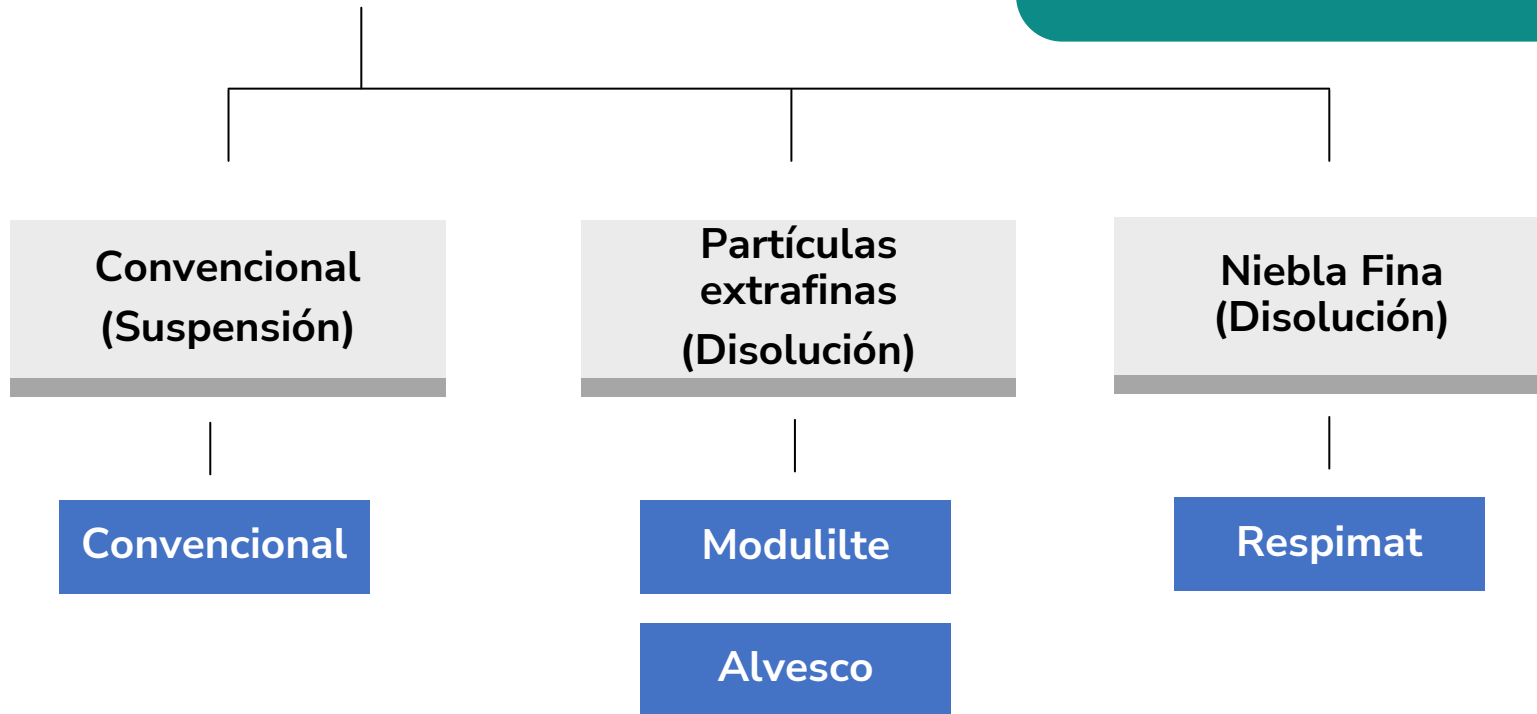 Convencional
(Suspensión)
Partículas
extrafinas
(Disolución)
Niebla Fina
(Disolución)
Convencional
Modulilte
Respimat
Alvesco